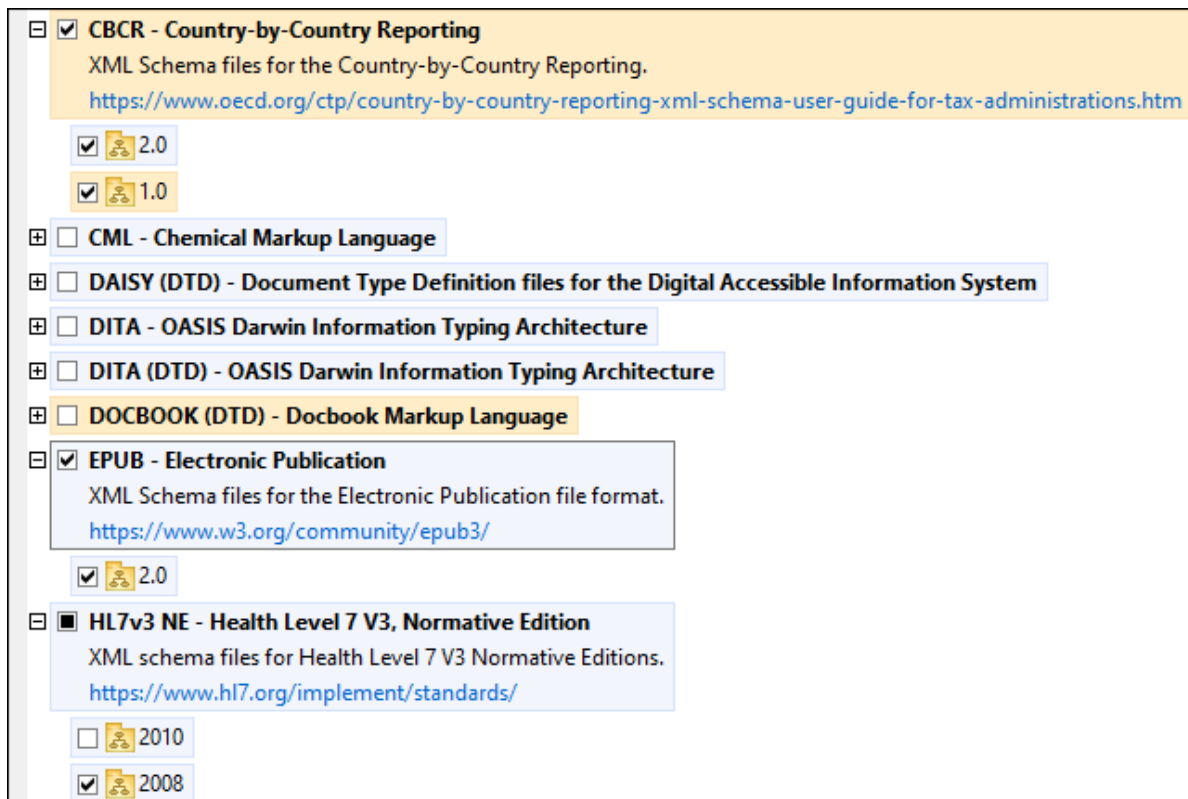 CBCR - Country-by-Country Reporting
XML Schema files for the Country-by-Country Reporting.
https://www.oecd.org/ctp/country-by-country-reporting-xml-schema-user-guide-for-tax-administrations.htm
2.0
1.0
CML - Chemical Markup Language
DAISY (DTD) - Document Type Definition files for the Digital Accessible Information System
DITA - OASIS Darwin Information Typing Architecture
DITA (DTD) - OASIS Darwin Information Typing Architecture
DOCBOOK (DTD) - Docbook Markup Language
EPUB - Electronic Publication
XML Schema files for the Electronic Publication file format.
https://www.w3.org/community/epub3/
2.0
HL7v3 NE - Health Level 7 V3, Normative Edition
XML schema files for Health Level 7 V3 Normative Editions.
https://www.hl7.org/implement/standards/
2010
2008